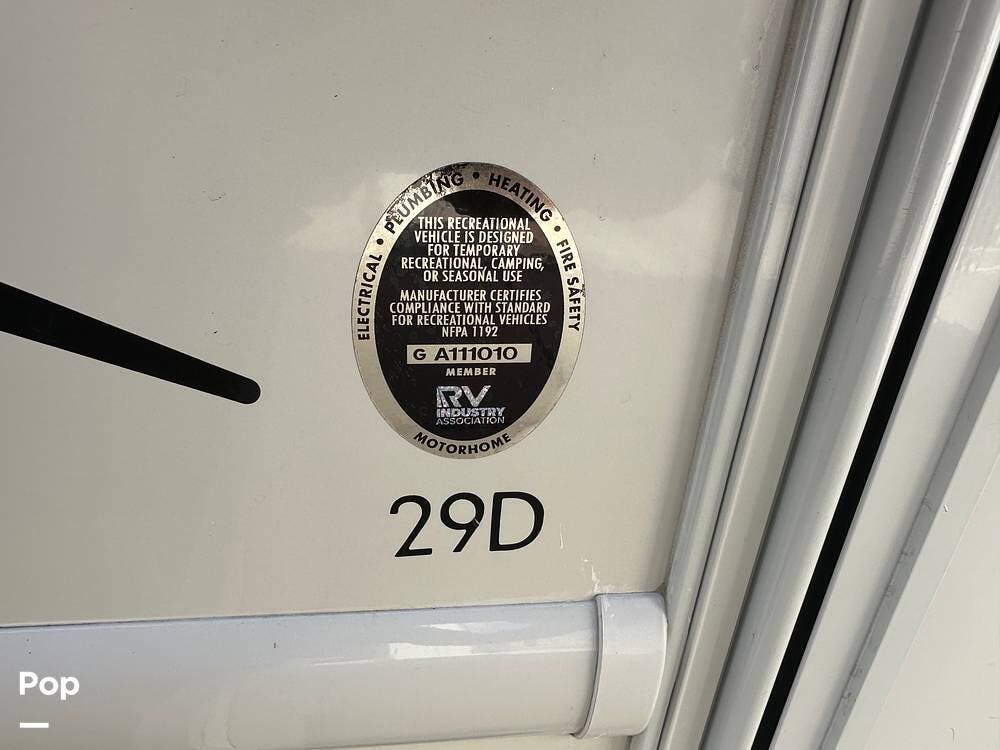 ELECTRICAL • PLUMBING • HEATING • FIRE SAFETY
THIS RECREATIONAL
VEHICLE IS DESIGNED
FOR TEMPORARY
RECREATIONAL, CAMPING,
OR SEASONAL USE
MANUFACTURER CERTIFIES
COMPLIANCE WITH STANDARD
FOR RECREATIONAL VEHICLES
NFPA 1192
G A111010
MEMBER
RV
INDUSTRY
ASSOCIATION
MOTORHOME
29D
Pop